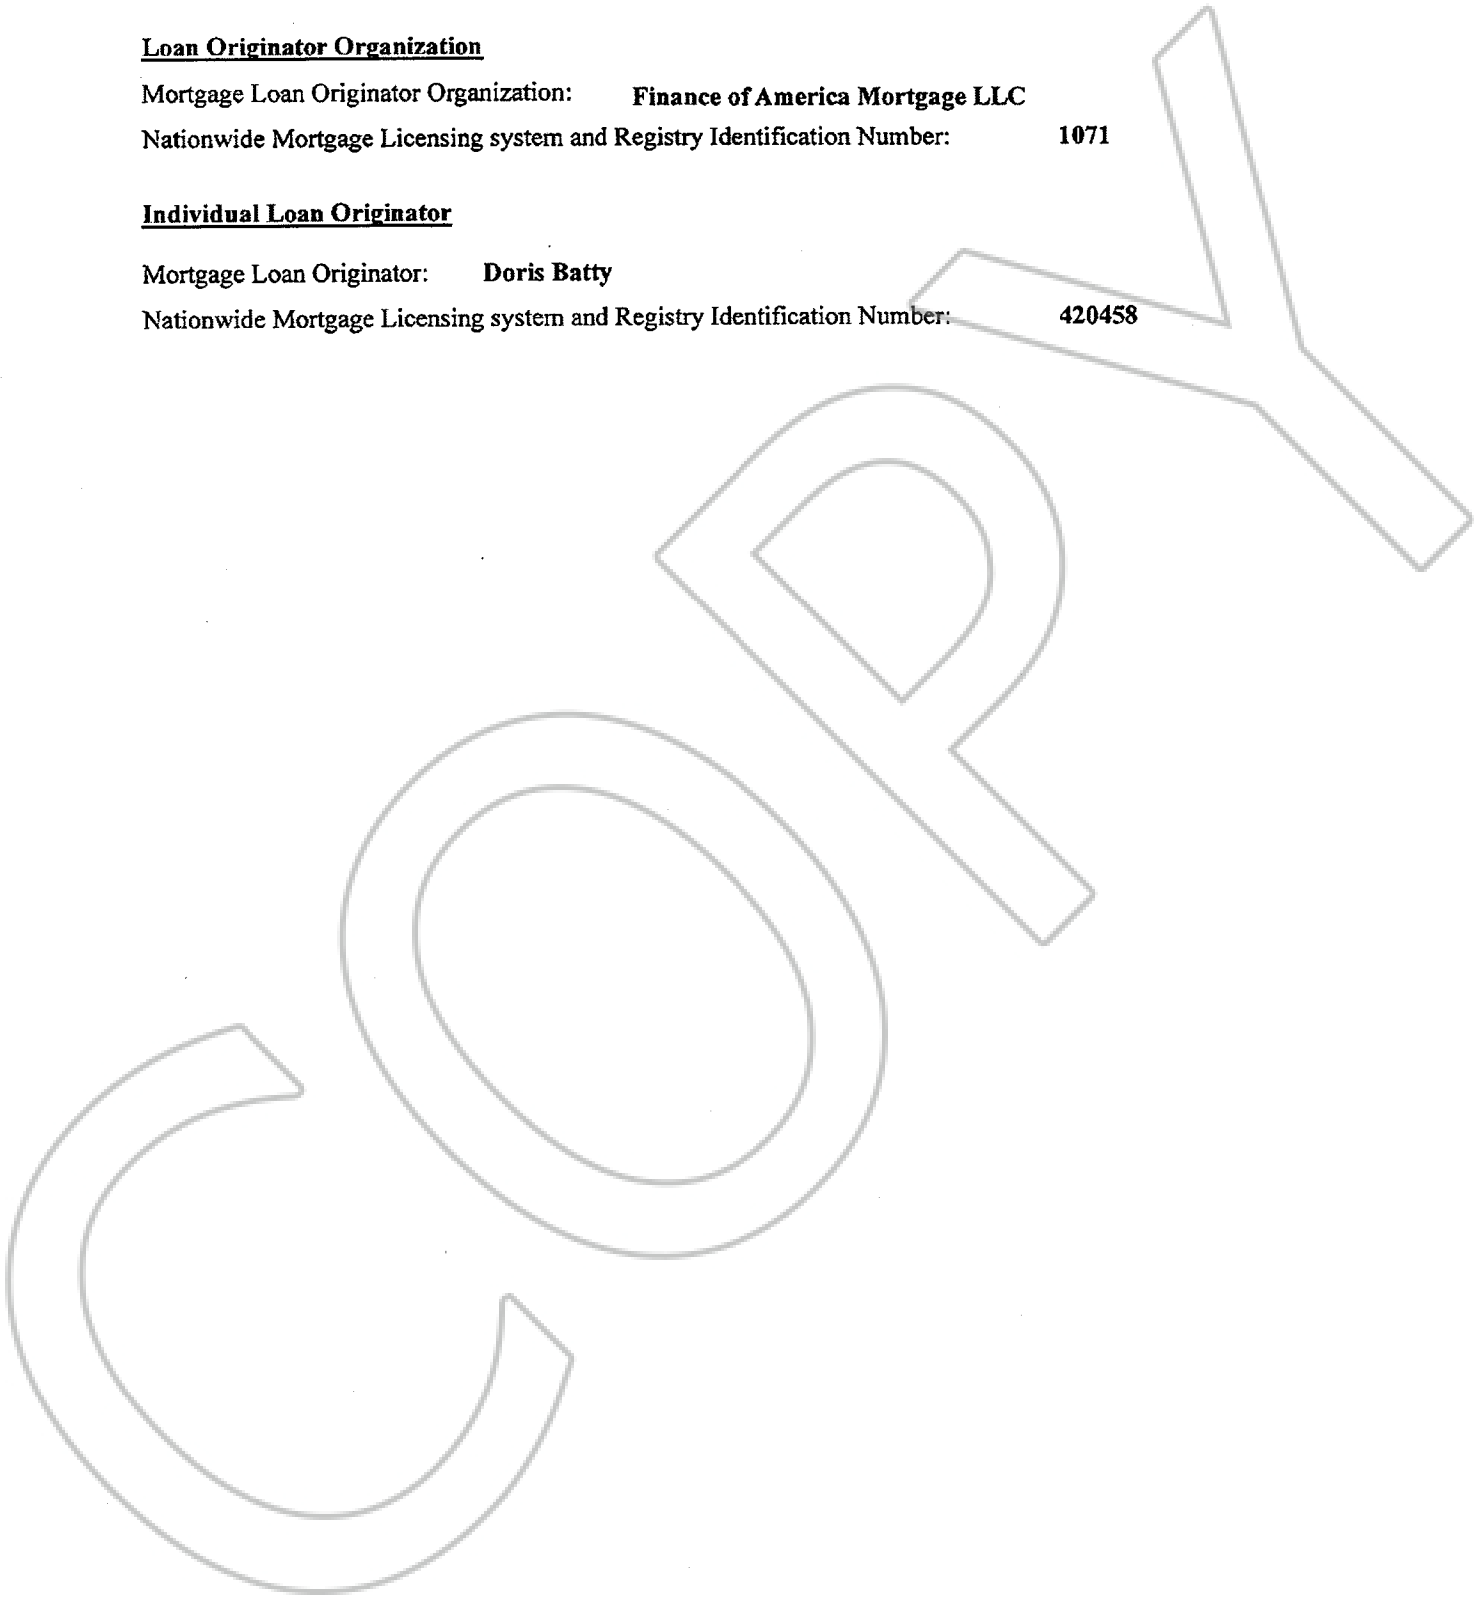 Loan Originator Organization
Mortgage Loan Originator Organization: Finance of America Mortgage LLC
Nationwide Mortgage Licensing system and Registry Identification Number: 1071
Individual Loan Originator
Mortgage Loan Originator: Doris Batty
Nationwide Mortgage Licensing system and Registry Identification Number: 420458
COPY